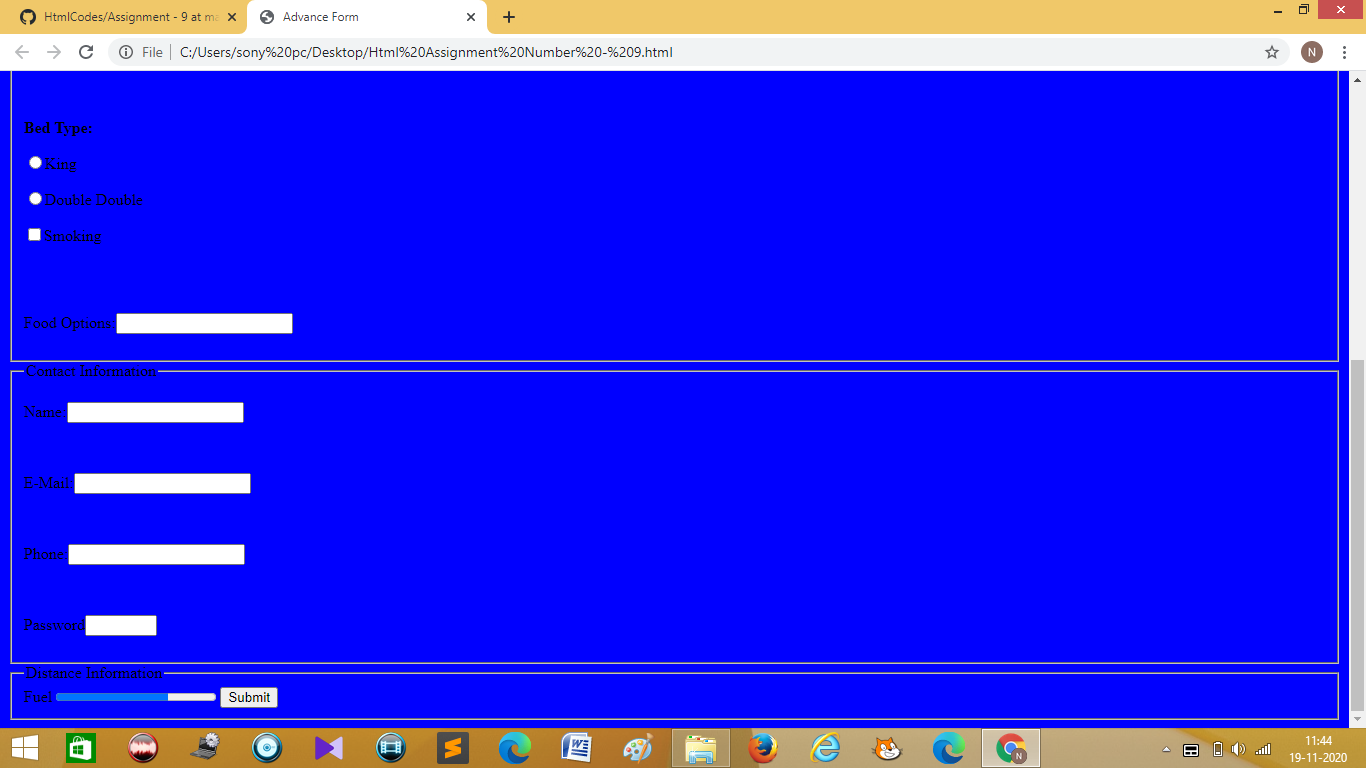 HtmlCodes/Assignment - 9 at ma
Advance Form
File
C:/Users/sony%20pc/Desktop/Html%20Assignment%20Number%20-%209.html
N
Bed Type:
King
Double Double
Smoking
Food Options
Contact Information
Name:
E-Mail
Phone
Password
Distance Information
Fuel
Submit
N
11:44
19-11-2020